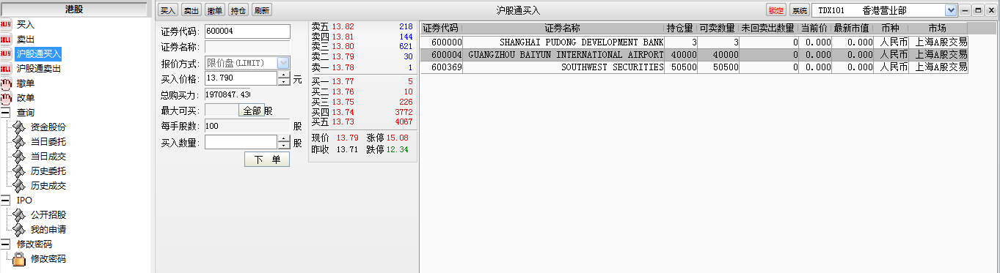 港股
买入
卖出
沪股通买入
沪股通卖出
撤单
改单
查询
资金股份
当日委托
当日成交
历史委托
历史成交
IPO
公开招股
我的申请
修改密码
修改密码
买入 卖出 撤单 持仓 刷新 沪股通买入 锁定 系统 TDX101 香港营业部
证券代码: 600004
证券名称:
报价方式: 限价盘(LIMIT)
买入价格: 13.790 元
总购买力: 1970847.430
最大可买: 全部 股
每手股数: 100 股
买入数量: 股
下 单
卖五 13.82 218
卖四 13.81 144
卖三 13.80 621
卖二 13.79 30
卖一 13.78 1
买一 13.77 5
买二 13.76 10
买三 13.75 226
买四 13.74 3772
买五 13.73 4067
现价 13.79 涨停 15.08
昨收 13.71 跌停 12.34
证券代码 证券名称 持仓量 可卖数量 未回卖出数量 当前价 最新市值 币种 市场
600000 SHANGHAI PUDONG DEVELOPMENT BANK 3 3 0 0.000 0.000 人民币 上海A股交易
600004 GUANGZHOU BAIYUN INTERNATIONAL AIRPORT 40000 40000 0 0.000 0.000 人民币 上海A股交易
600369 SOUTHWEST SECURITIES 50500 50500 0 0.000 0.000 人民币 上海A股交易